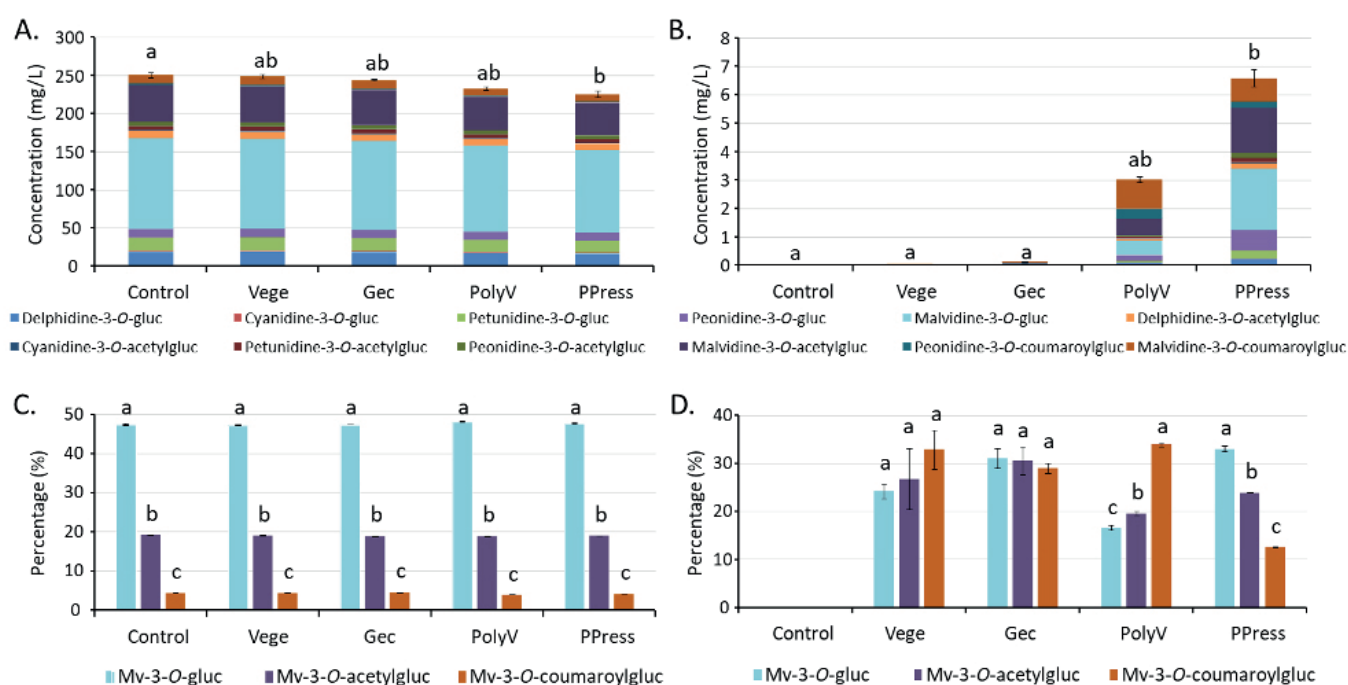 A.
B.
Concentration (mg/L)
300
250
200
150
100
50
0
a
ab
ab
ab
b
Control
Vege
Gec
PolyV
PPress
Concentration (mg/L)
8
7
6
5
4
3
2
1
0
a
a
a
ab
b
Control
Vege
Gec
PolyV
PPress
Delphidine-3-O-gluc
Cyanidine-3-O-gluc
Petunidine-3-O-gluc
Peonidine-3-O-gluc
Malvidine-3-O-gluc
Delphidine-3-O-acetylgluc
Cyanidine-3-O-acetylgluc
Petunidine-3-O-acetylgluc
Peonidine-3-O-acetylgluc
Malvidine-3-O-acetylgluc
Peonidine-3-O-coumaroylgluc
Malvidine-3-O-coumaroylgluc
C.
Percentage (%)
50
40
30
20
10
0
a
b
c
a
b
c
a
b
c
a
b
c
a
b
c
Control
Vege
Gec
PolyV
PPress
Mv-3-O-gluc
Mv-3-O-acetylgluc
Mv-3-O-coumaroylgluc
D.
Percentage (%)
40
30
20
10
0
a
a
a
a
a
a
c
b
a
a
b
c
Control
Vege
Gec
PolyV
PPress
Mv-3-O-gluc
Mv-3-O-acetylgluc
Mv-3-O-coumaroylgluc